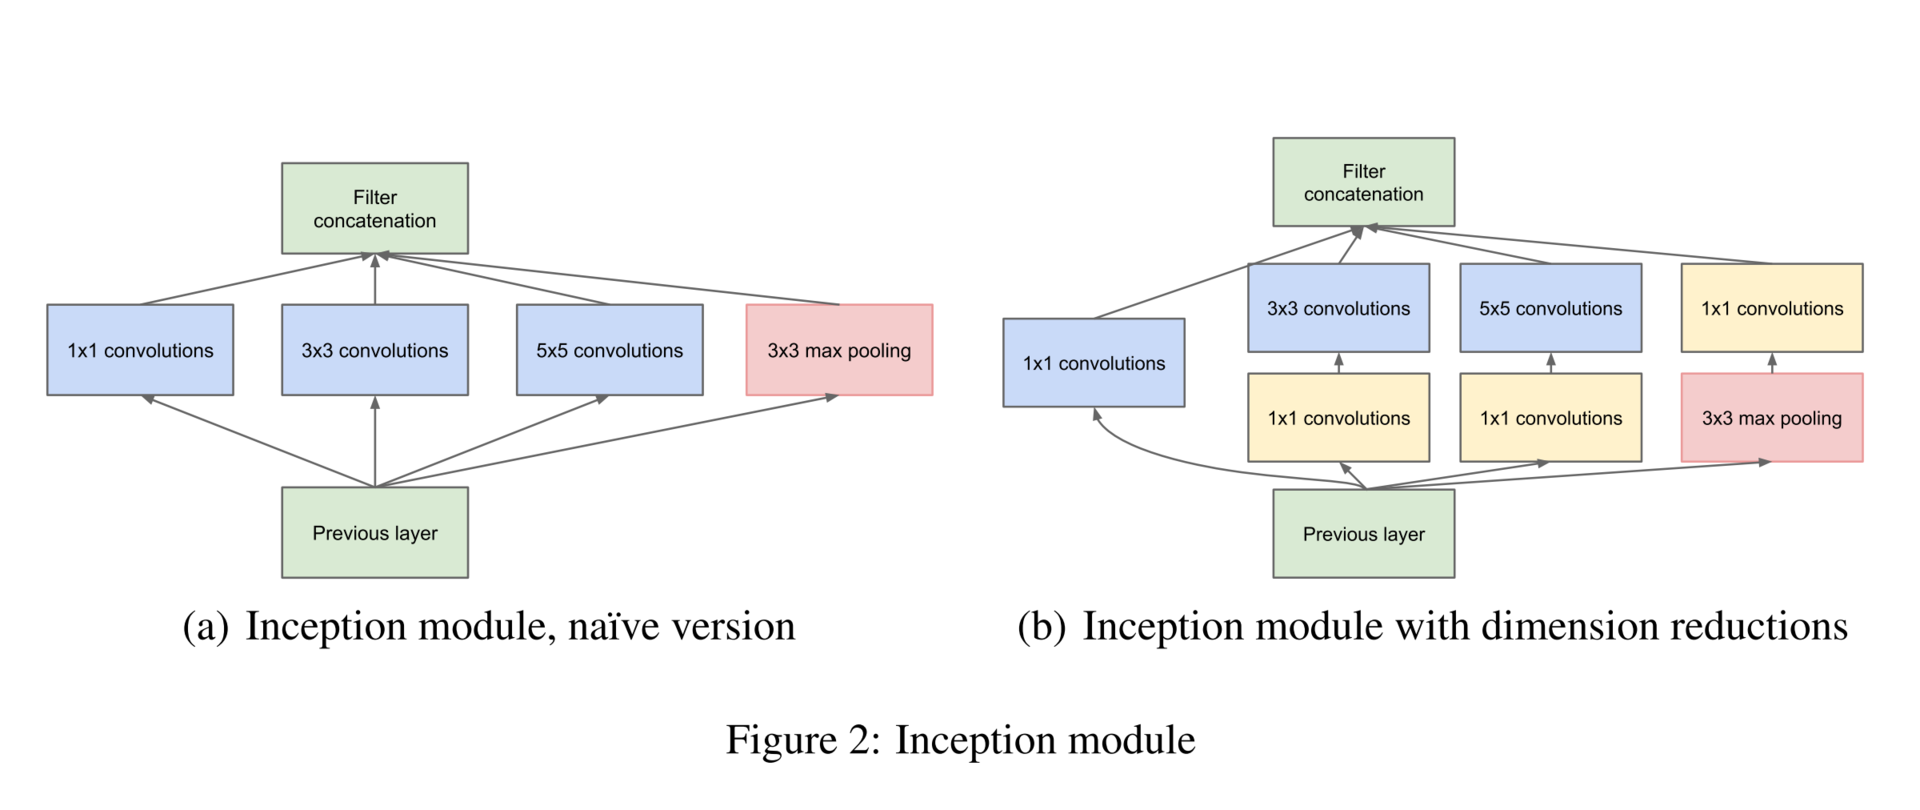 Filter
concatenation
1x1 convolutions
3x3 convolutions
5x5 convolutions
3x3 max pooling
Previous layer
(a) Inception module, naïve version
Filter
concatenation
3x3 convolutions
5x5 convolutions
1x1 convolutions
1x1 convolutions
1x1 convolutions
1x1 convolutions
3x3 max pooling
Previous layer
(b) Inception module with dimension reductions
Figure 2: Inception module